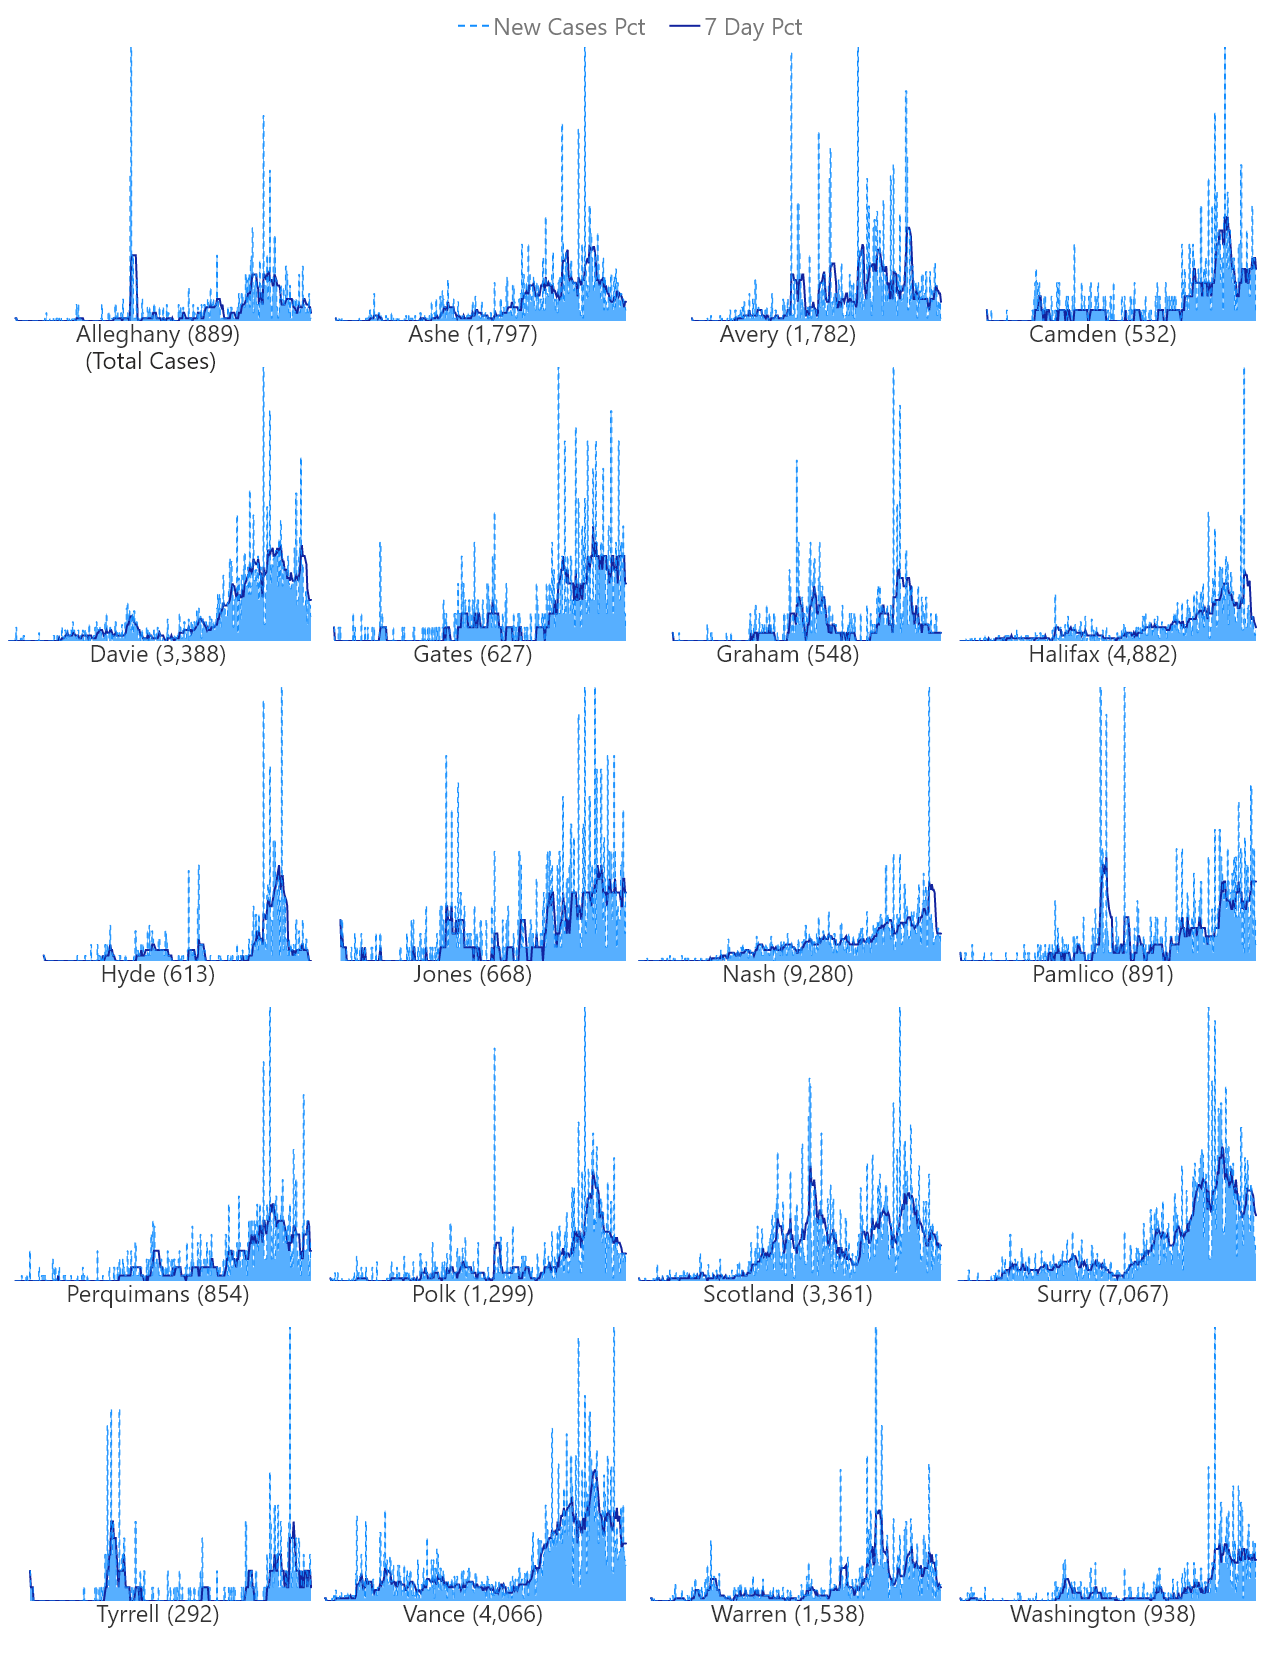 New Cases Pct 7 Day Pct
Alleghany (889) Ashe (1,797) Avery (1,782) Camden (532)
(Total Cases)
Davie (3,388) Gates (627) Graham (548) Halifax (4,882)
Hyde (613) Jones (668) Nash (9,280) Pamlico (891)
Perquimans (854) Polk (1,299) Scotland (3,361) Surry (7,067)
Tyrrell (292) Vance (4,066) Warren (1,538) Washington (938)